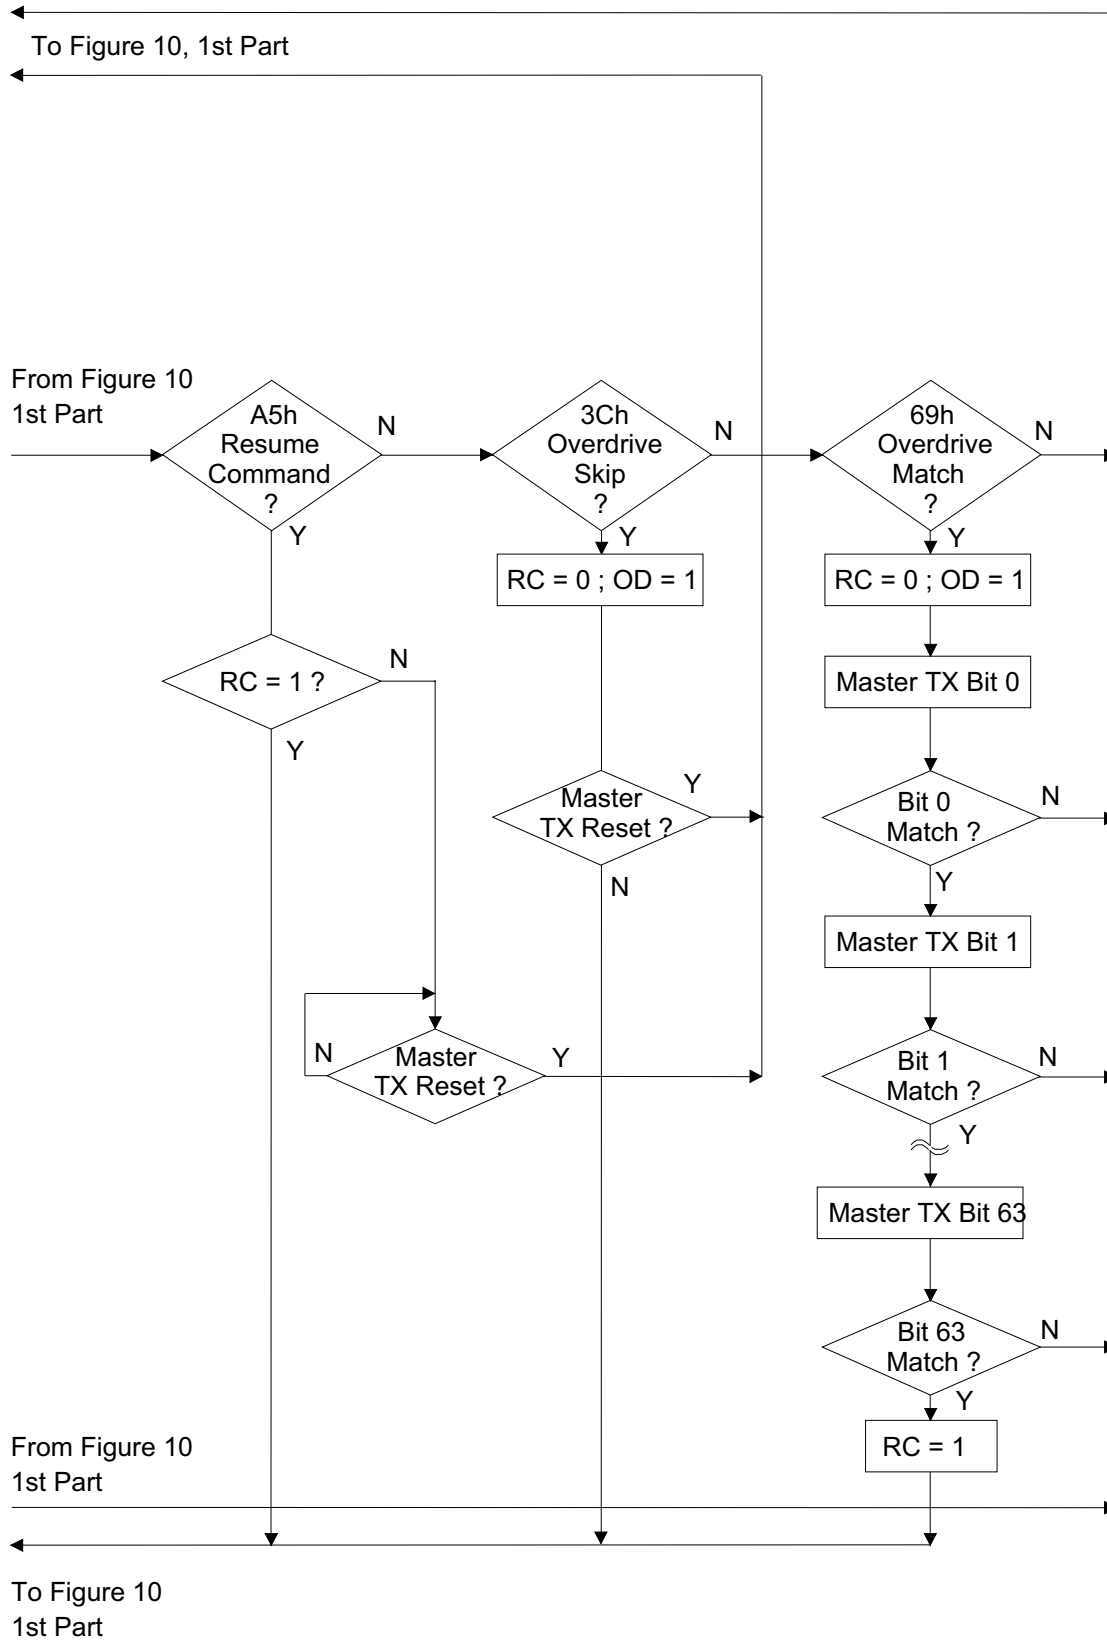 To Figure 10, 1st Part
From Figure 10
1st Part
A5h
Resume
Command
?
N
Y
3Ch
Overdrive
Skip
?
N
Y
69h
Overdrive
Match
?
N
Y
RC = 0 ; OD = 1
RC = 0 ; OD = 1
RC = 1 ?
N
Y
Master TX Bit 0
Master
TX Reset ?
Y
N
Bit 0
Match ?
N
Y
Master TX Bit 1
Master
TX Reset ?
N
Y
Bit 1
Match ?
N
Y
Master TX Bit 63
Bit 63
Match ?
N
Y
RC = 1
From Figure 10
1st Part
To Figure 10
1st Part